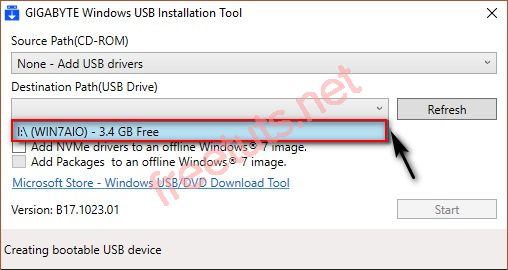 GIGABYTE Windows USB Installation Tool
Source Path(CD-ROM)
None - Add USB drivers
Destination Path(USB Drive)
Refresh
I:\ (WIN7AIO) - 3.4 GB Free
Add NVMe drivers to an offline Windows® 7 image.
Add Packages to an offline Windows® 7 image.
Microsoft Store - Windows USB/DVD Download Tool
Version: B17.1023.01
Start
Creating bootable USB device
freetuts.net